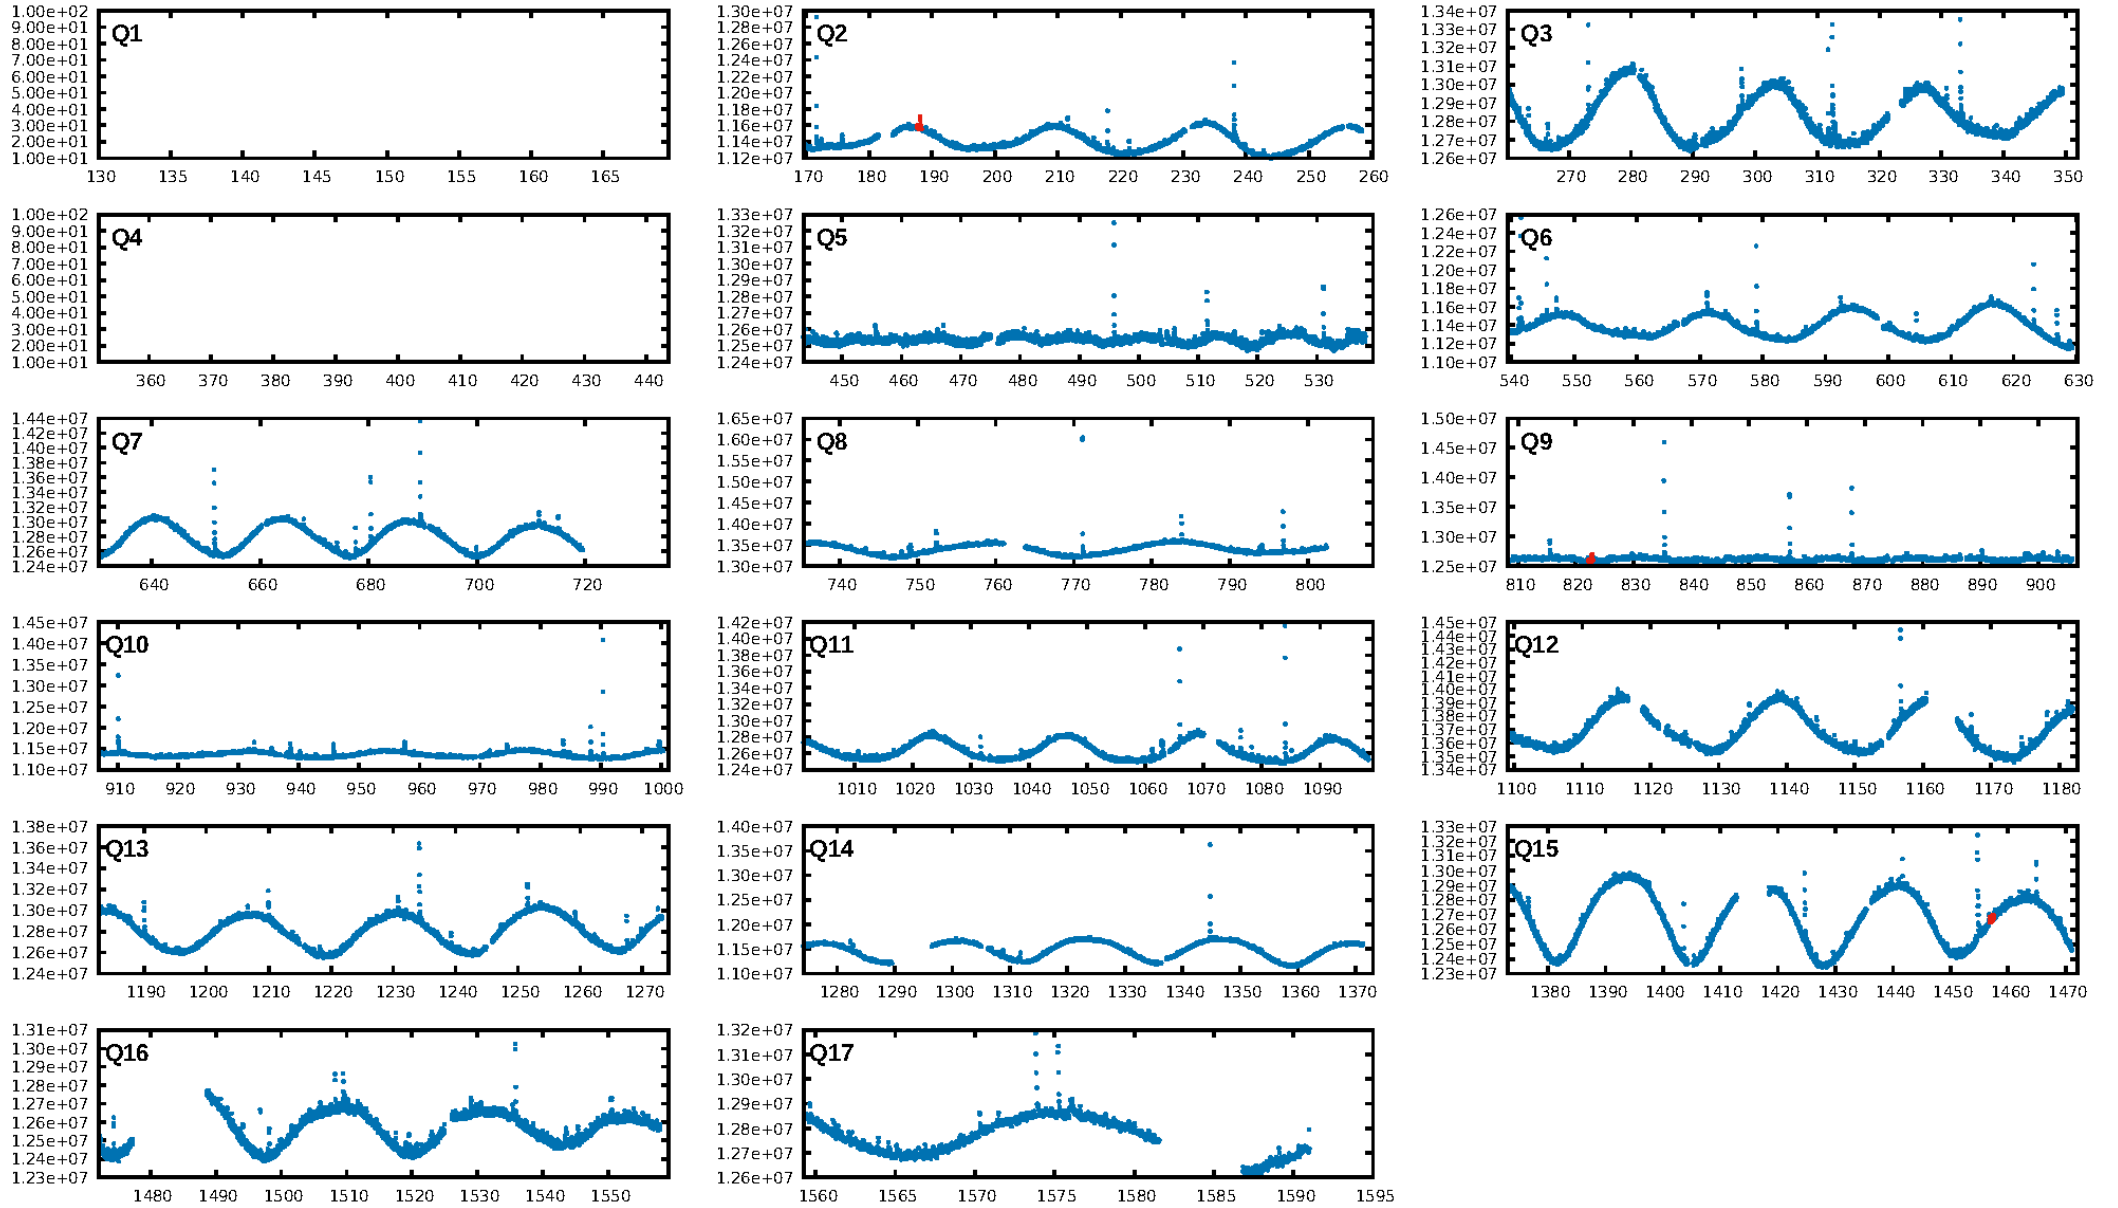 1.00e+02
9.00e+01
8.00e+01
7.00e+01
6.00e+01
5.00e+01
4.00e+01
3.00e+01
2.00e+01
1.00e+01
Q1
130 135 140 145 150 155 160 165
1.30e+07
1.28e+07
1.26e+07
1.24e+07
1.22e+07
1.20e+07
1.18e+07
1.16e+07
1.14e+07
1.12e+07
Q2
170 180 190 200 210 220 230 240 250 260
1.34e+07
1.33e+07
1.32e+07
1.31e+07
1.30e+07
1.29e+07
1.28e+07
1.27e+07
1.26e+07
Q3
270 280 290 300 310 320 330 340 350
1.00e+02
9.00e+01
8.00e+01
7.00e+01
6.00e+01
5.00e+01
4.00e+01
3.00e+01
2.00e+01
1.00e+01
Q4
360 370 380 390 400 410 420 430 440
1.33e+07
1.32e+07
1.31e+07
1.30e+07
1.29e+07
1.28e+07
1.27e+07
1.26e+07
1.25e+07
1.24e+07
Q5
450 460 470 480 490 500 510 520 530
1.26e+07
1.24e+07
1.22e+07
1.20e+07
1.18e+07
1.16e+07
1.14e+07
1.12e+07
1.10e+07
Q6
540 550 560 570 580 590 600 610 620 630
1.44e+07
1.42e+07
1.40e+07
1.38e+07
1.36e+07
1.34e+07
1.32e+07
1.30e+07
1.28e+07
1.26e+07
1.24e+07
Q7
640 660 680 700 720
1.65e+07
1.60e+07
1.55e+07
1.50e+07
1.45e+07
1.40e+07
1.35e+07
1.30e+07
Q8
740 750 760 770 780 790 800
1.50e+07
1.45e+07
1.40e+07
1.35e+07
1.30e+07
1.25e+07
Q9
810 820 830 840 850 860 870 880 890 900
1.45e+07
1.40e+07
1.35e+07
1.30e+07
1.25e+07
1.20e+07
1.15e+07
1.10e+07
Q10
910 920 930 940 950 960 970 980 990 1000
1.42e+07
1.40e+07
1.38e+07
1.36e+07
1.34e+07
1.32e+07
1.30e+07
1.28e+07
1.26e+07
1.24e+07
Q11
1010 1020 1030 1040 1050 1060 1070 1080 1090
1.45e+07
1.44e+07
1.43e+07
1.42e+07
1.41e+07
1.40e+07
1.39e+07
1.38e+07
1.37e+07
1.36e+07
1.35e+07
1.34e+07
Q12
1100 1110 1120 1130 1140 1150 1160 1170 1180
1.38e+07
1.36e+07
1.34e+07
1.32e+07
1.30e+07
1.28e+07
1.26e+07
1.24e+07
Q13
1190 1200 1210 1220 1230 1240 1250 1260 1270
1.40e+07
1.35e+07
1.30e+07
1.25e+07
1.20e+07
1.15e+07
1.10e+07
Q14
1280 1290 1300 1310 1320 1330 1340 1350 1360 1370
1.33e+07
1.32e+07
1.31e+07
1.30e+07
1.29e+07
1.28e+07
1.27e+07
1.26e+07
1.25e+07
1.24e+07
1.23e+07
Q15
1380 1390 1400 1410 1420 1430 1440 1450 1460 1470
1.31e+07
1.30e+07
1.29e+07
1.28e+07
1.27e+07
1.26e+07
1.25e+07
1.24e+07
1.23e+07
Q16
1480 1490 1500 1510 1520 1530 1540 1550
1.32e+07
1.31e+07
1.30e+07
1.29e+07
1.28e+07
1.27e+07
1.26e+07
Q17
1560 1565 1570 1575 1580 1585 1590 1595